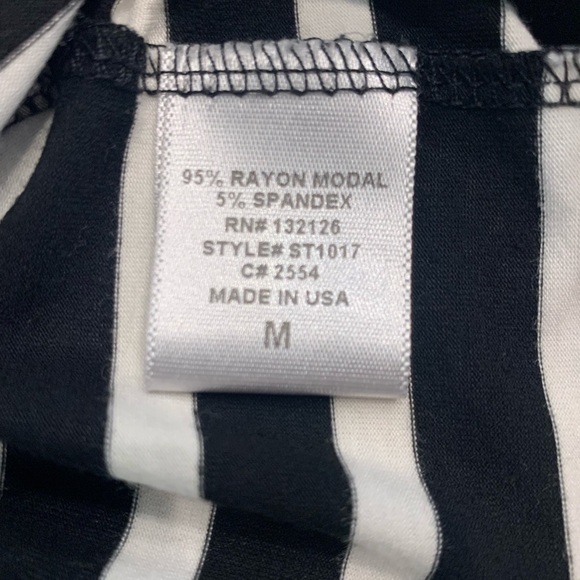 95% RAYON MODAL
5% SPANDEX
RN# 132126
STYLE# ST1017
C# 2554
MADE IN USA
M